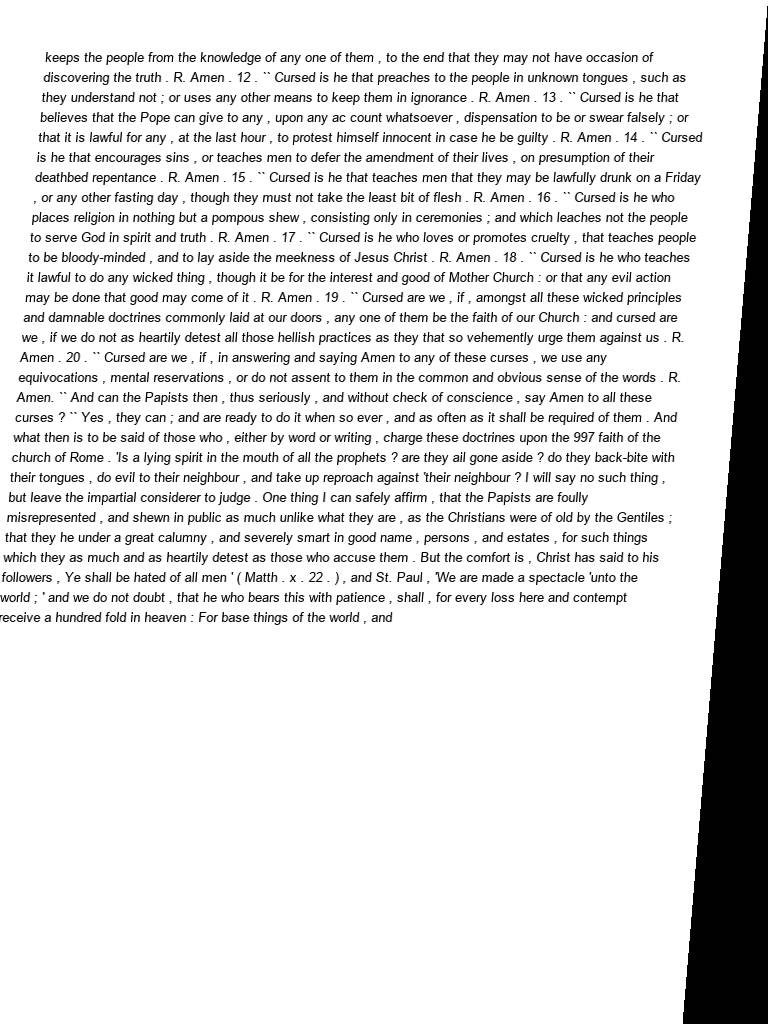 keeps the people from the knowledge of any one of them , to the end that they may not have occasion of
discovering the truth . R. Amen . 12 . `` Cursed is he that preaches to the people in unknown tongues , such as
they understand not ; or uses any other means to keep them in ignorance . R. Amen . 13 . `` Cursed is he that
believes that the Pope can give to any , upon any ac count whatsoever , dispensation to be or swear falsely ; or
that it is lawful for any , at the last hour , to protest himself innocent in case he be guilty . R. Amen . 14 . `` Cursed
is he that encourages sins , or teaches men to defer the amendment of their lives , on presumption of their
deathbed repentance . R. Amen . 15 . `` Cursed is he that teaches men that they may be lawfully drunk on a Friday
, or any other fasting day , though they must not take the least bit of flesh . R. Amen . 16 . `` Cursed is he who
places religion in nothing but a pompous shew , consisting only in ceremonies ; and which leaches not the people
to serve God in spirit and truth . R. Amen . 17 . `` Cursed is he who loves or promotes cruelty , that teaches people
to be bloody-minded , and to lay aside the meekness of Jesus Christ . R. Amen . 18 . `` Cursed is he who teaches
it lawful to do any wicked thing , though it be for the interest and good of Mother Church : or that any evil action
may be done that good may come of it . R. Amen . 19 . `` Cursed are we , if , amongst all these wicked principles
and damnable doctrines commonly laid at our doors , any one of them be the faith of our Church : and cursed are
we , if we do not as heartily detest all those hellish practices as they that so vehemently urge them against us . R.
Amen . 20 . `` Cursed are we , if , in answering and saying Amen to any of these curses , we use any
equivocations , mental reservations , or do not assent to them in the common and obvious sense of the words . R.
Amen. `` And can the Papists then , thus seriously , and without check of conscience , say Amen to all these
curses ? `` Yes , they can ; and are ready to do it when so ever , and as often as it shall be required of them . And
what then is to be said of those who , either by word or writing , charge these doctrines upon the 997 faith of the
church of Rome . 'Is a lying spirit in the mouth of all the prophets ? are they ail gone aside ? do they back-bite with
their tongues , do evil to their neighbour , and take up reproach against 'their neighbour ? I will say no such thing ,
but leave the impartial considerer to judge . One thing I can safely affirm , that the Papists are foully
misrepresented , and shewn in public as much unlike what they are , as the Christians were of old by the Gentiles ;
that they he under a great calumny , and severely smart in good name , persons , and estates , for such things
which they as much and as heartily detest as those who accuse them . But the comfort is , Christ has said to his
followers , Ye shall be hated of all men ' ( Matth . x . 22 . ) , and St. Paul , 'We are made a spectacle 'unto the
world ; ' and we do not doubt , that he who bears this with patience , shall , for every loss here and contempt
receive a hundred fold in heaven : For base things of the world , and